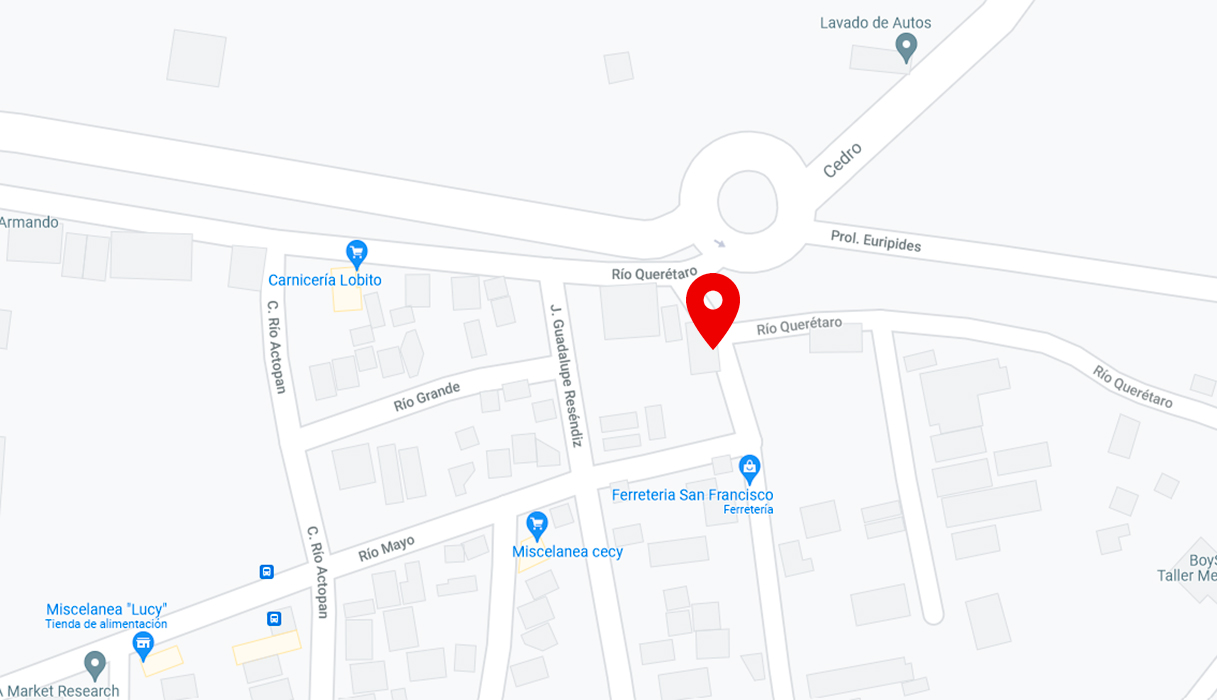 Lavado de Autos
Cedro
Armando
Prol. Euripides
Carnicería Lobito
Río Querétaro
Río Querétaro
Río Querétaro
C. Río Actopan
J. Guadalupe Reséndiz
Río Grande
Ferreteria San Francisco
Ferretería
Miscelanea cecy
C. Río Actopan
Río Mayo
Taller Me
Miscelanea "Lucy"
Tienda de alimentación
A Market Research